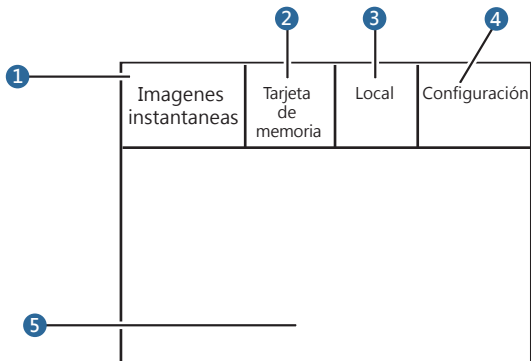 2
3
4
1
Imagenes
instantaneas
Tarjeta
de
memoria
Local
Configuración
5